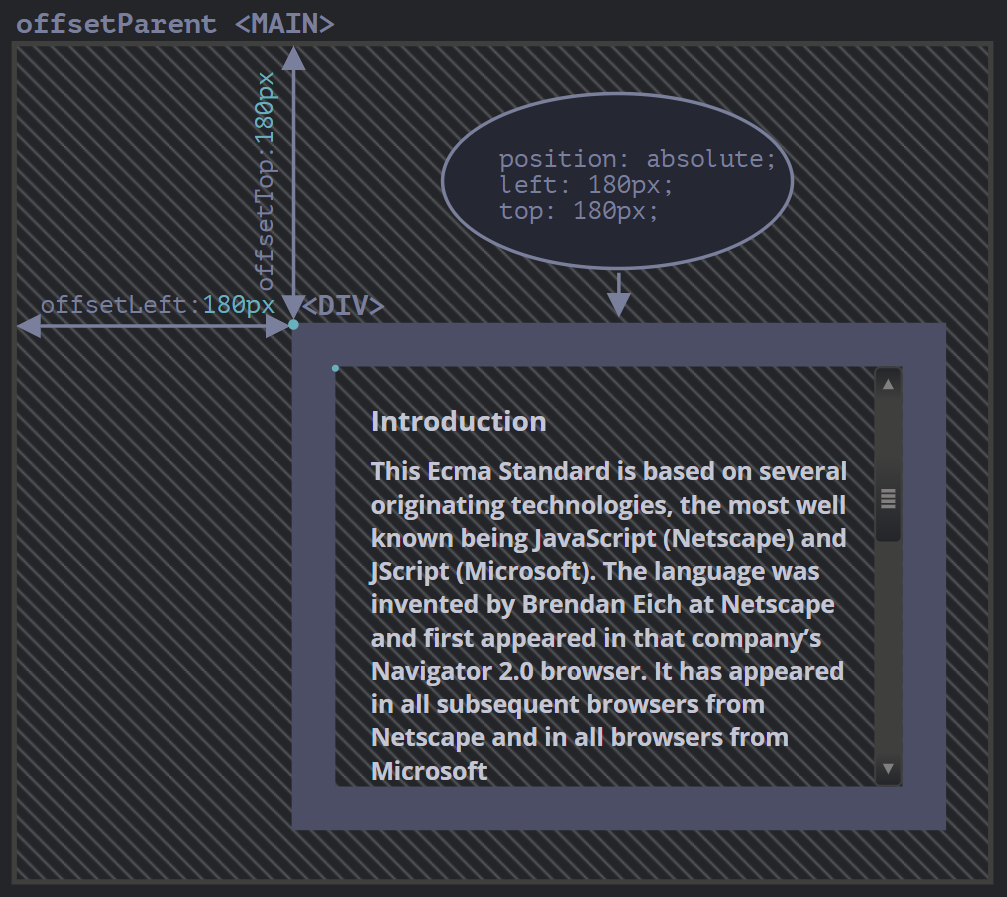 offsetParent <MAIN>
offsetTop:180px
position: absolute;
left: 180px;
top: 180px;
offsetLeft:180px
<DIV>
Introduction
This Ecma Standard is based on several
originating technologies, the most well
known being JavaScript (Netscape) and
JScript (Microsoft). The language was
invented by Brendan Eich at Netscape
and first appeared in that company’s
Navigator 2.0 browser. It has appeared
in all subsequent browsers from
Netscape and in all browsers from
Microsoft